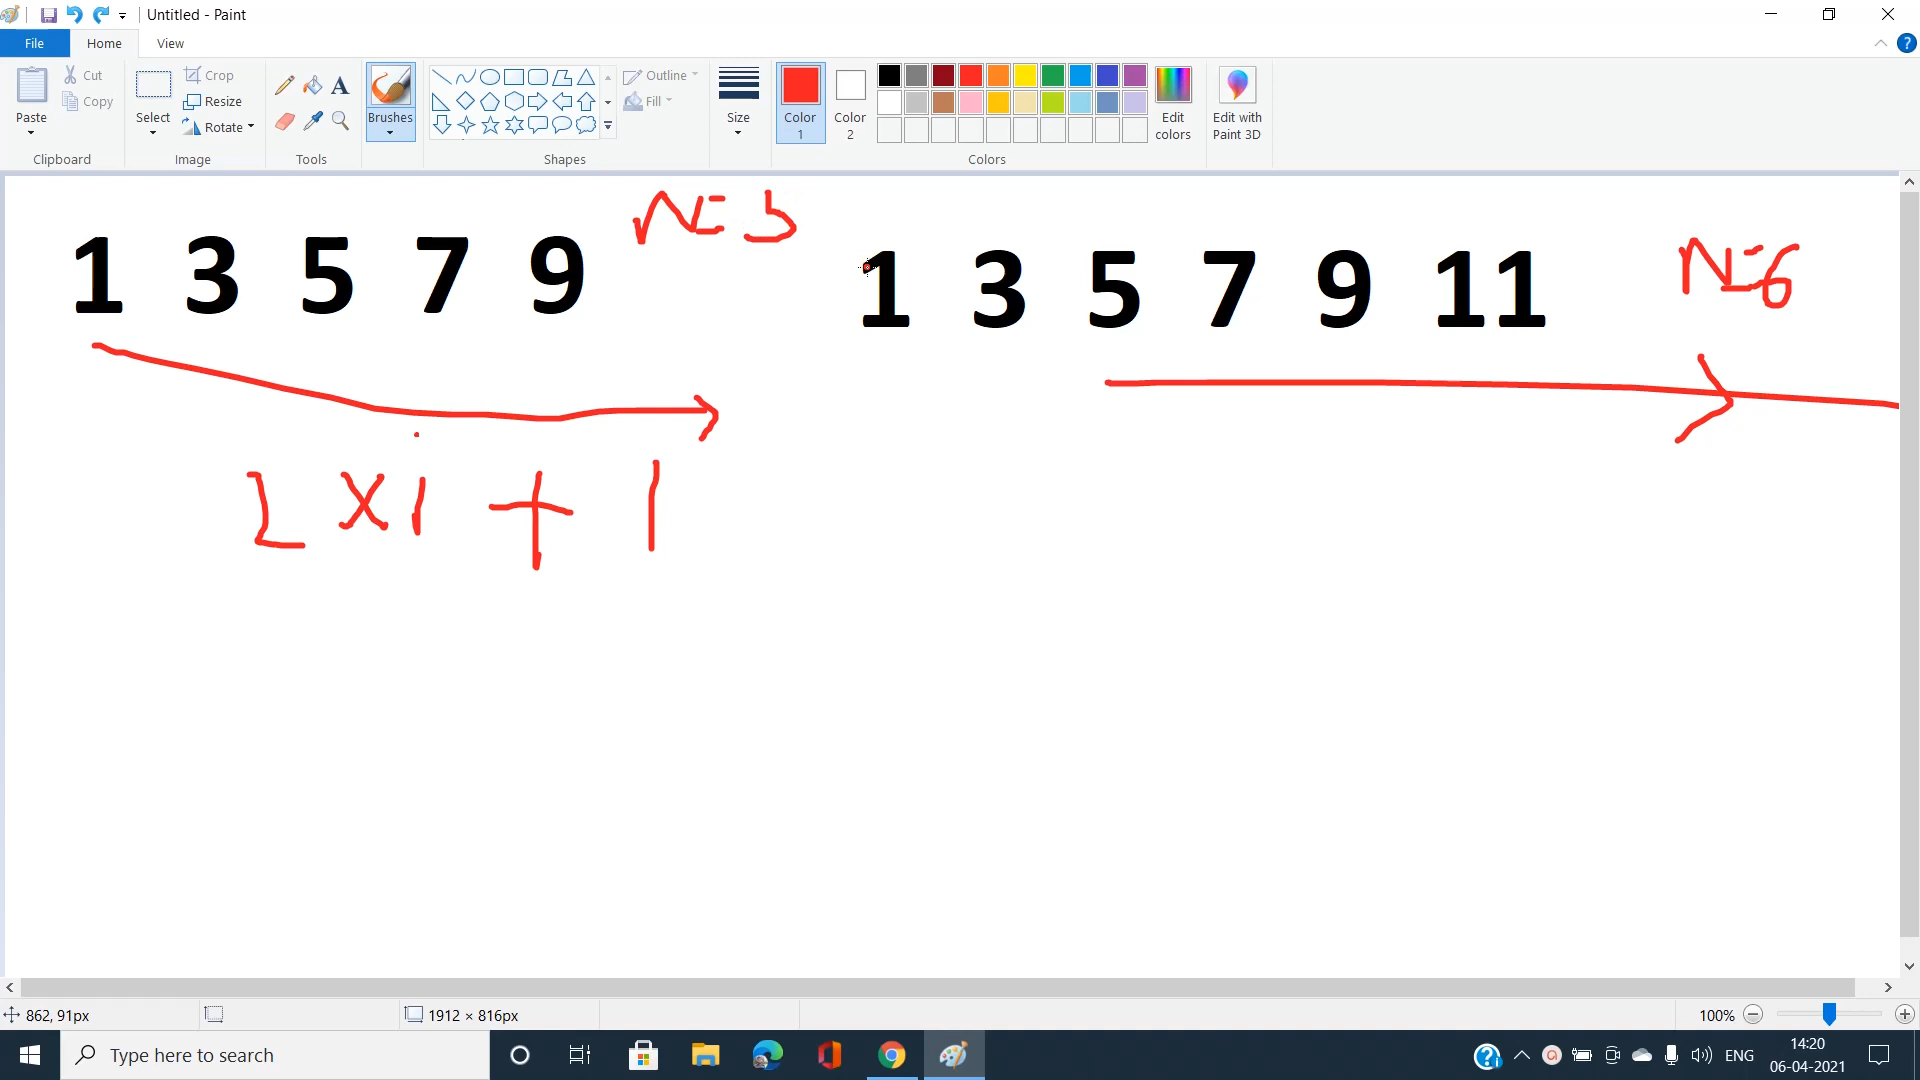 Untitled - Paint
File Home View
Paste
Cut
Copy
Clipboard
Select
Crop
Resize
Rotate
Image
A
Tools
Brushes
Shapes
Outline
Fill
Size
Color 1
Color 2
Edit colors
Colors
Edit with Paint 3D
?
1 3 5 7 9
N=5
1 3 5 7 9 11
N=6
2 x i + 1
862, 91px
1912 × 816px
100%
Type here to search
ENG
14:20
06-04-2021